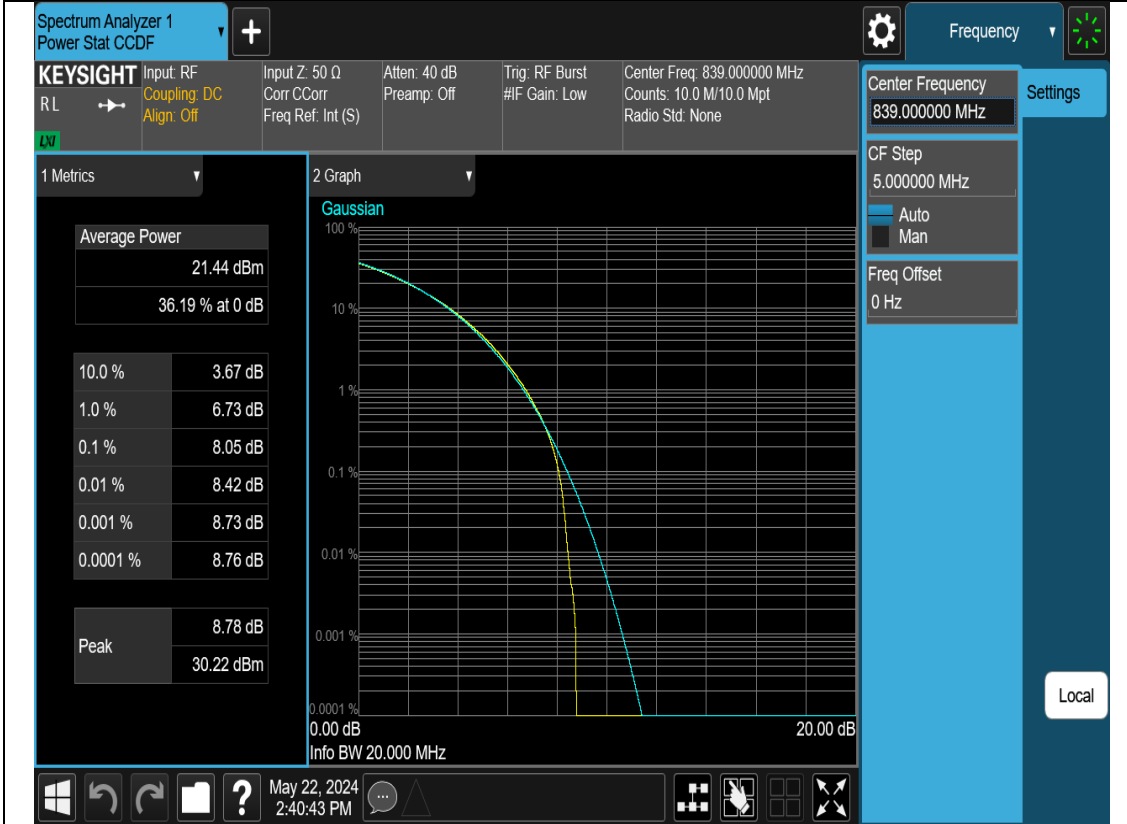 Spectrum Analyzer 1
Power Stat CCDF
Frequency
KEYSIGHT
RL
LXI
Input: RF
Coupling: DC
Align: Off
Input Z: 50 Ω
Corr CCorr
Freq Ref: Int (S)
Atten: 40 dB
Preamp: Off
Trig: RF Burst
#IF Gain: Low
Center Freq: 839.000000 MHz
Counts: 10.0 M/10.0 Mpt
Radio Std: None
Center Frequency
839.000000 MHz
Settings
CF Step
5.000000 MHz
Auto
Man
Freq Offset
0 Hz
1 Metrics
Average Power
21.44 dBm
36.19 % at 0 dB
10.0 % 3.67 dB
1.0 % 6.73 dB
0.1 % 8.05 dB
0.01 % 8.42 dB
0.001 % 8.73 dB
0.0001 % 8.76 dB
Peak
8.78 dB
30.22 dBm
2 Graph
Gaussian
100 %
10 %
1 %
0.1 %
0.01 %
0.001 %
0.0001 %
0.00 dB 20.00 dB
Info BW 20.000 MHz
Local
?
May 22, 2024
2:40:43 PM